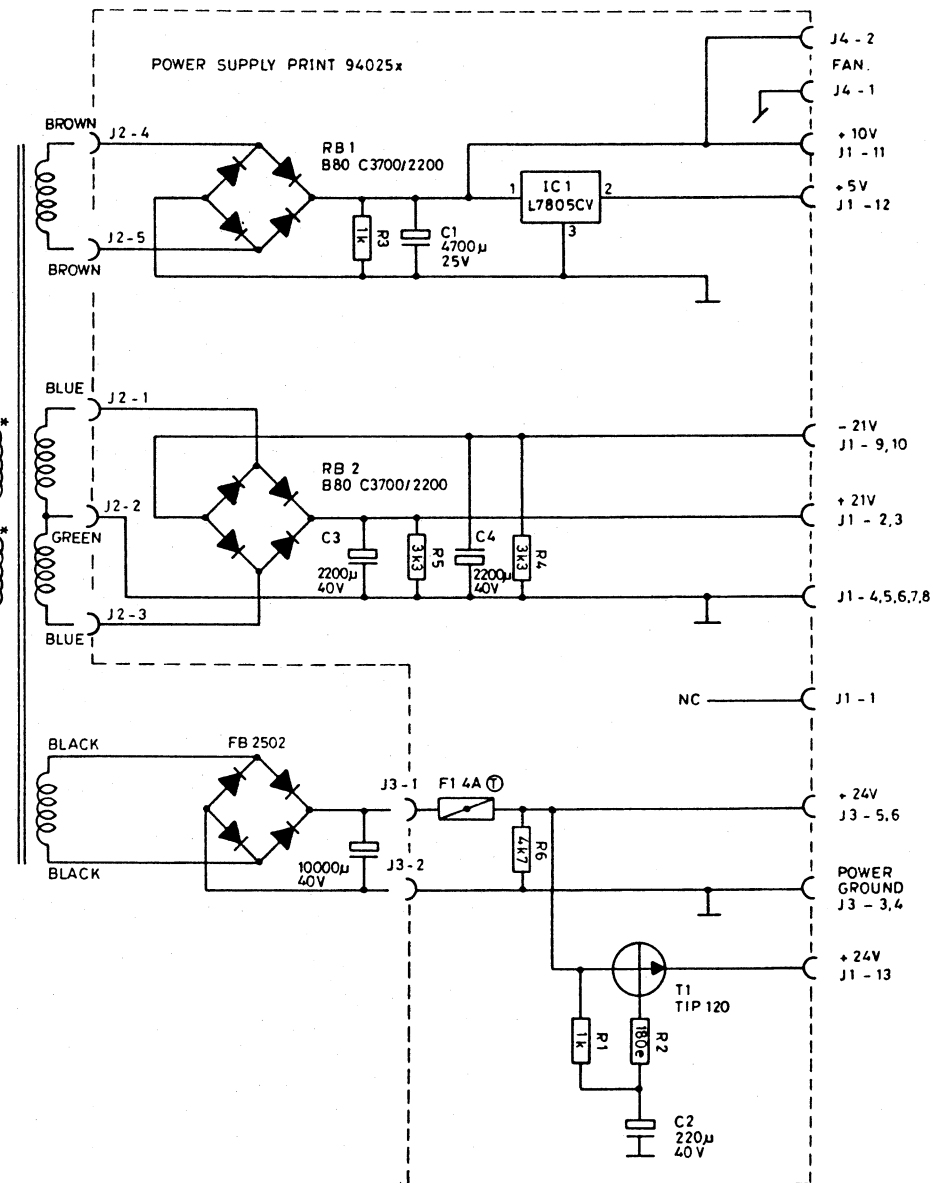 POWER SUPPLY PRINT 94025x
J4 - 2
FAN.
J4 - 1
BROWN
J2 - 4
RB 1
B80 C3700/2200
+ 10V
J1 - 11
1
IC 1
L7805CV
2
3
+ 5V
J1 - 12
1k
R3
C1
4700µ
25V
J2 - 5
BROWN
BLUE
J2 - 1
*
- 21V
J1 - 9,10
RB 2
B80 C3700/2200
J2 - 2
GREEN
+ 21V
J1 - 2,3
*
C3
2200µ
40V
3k3
R5
C4
2200µ
40V
3k3
R4
J2 - 3
BLUE
J1 - 4,5,6,7,8
NC
J1 - 1
BLACK
FB 2502
J3 - 1
F1 4A T
+ 24V
J3 - 5,6
4k7
R6
10000µ
40V
J3 - 2
BLACK
POWER
GROUND
J3 - 3,4
+ 24V
J1 - 13
T1
TIP 120
1k
R1
180e
R2
C2
220µ
40V